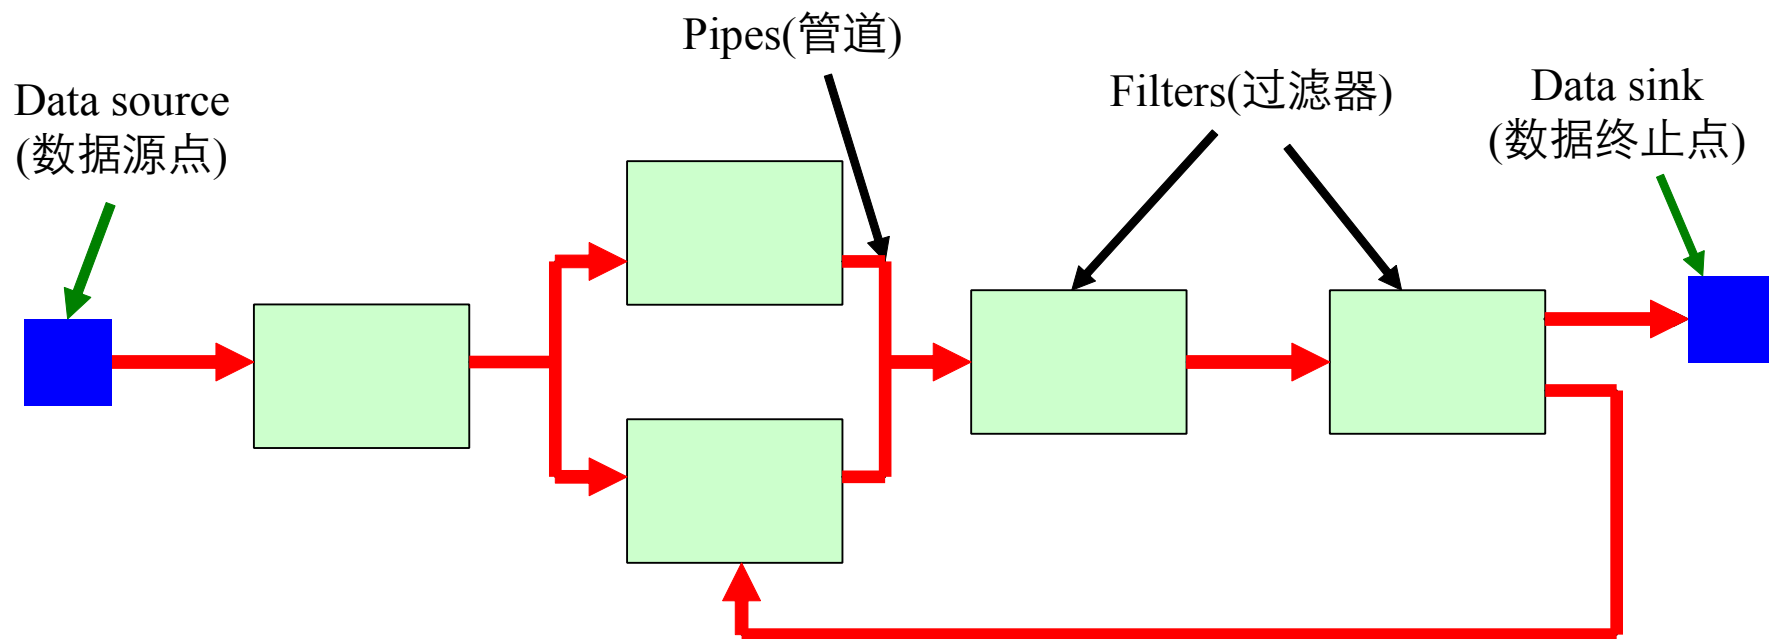 Pipes(管道)
Filters(过滤器)
Data source
(数据源点)
Data sink
(数据终止点)